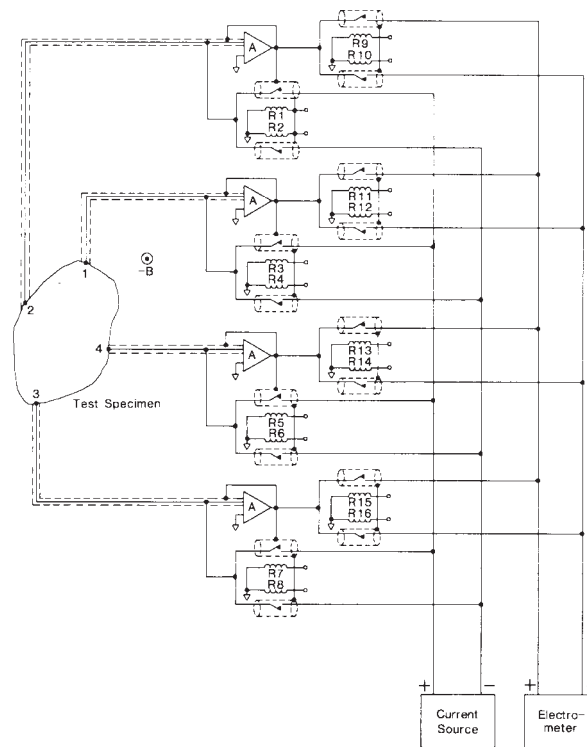 A
R9
R10
R1
R2
A
R11
R12
1
-B
R3
R4
2
4
A
R13
R14
3
Test Specimen
R5
R6
A
R15
R16
R7
R8
+
-
+
Current
Source
Electro-
meter